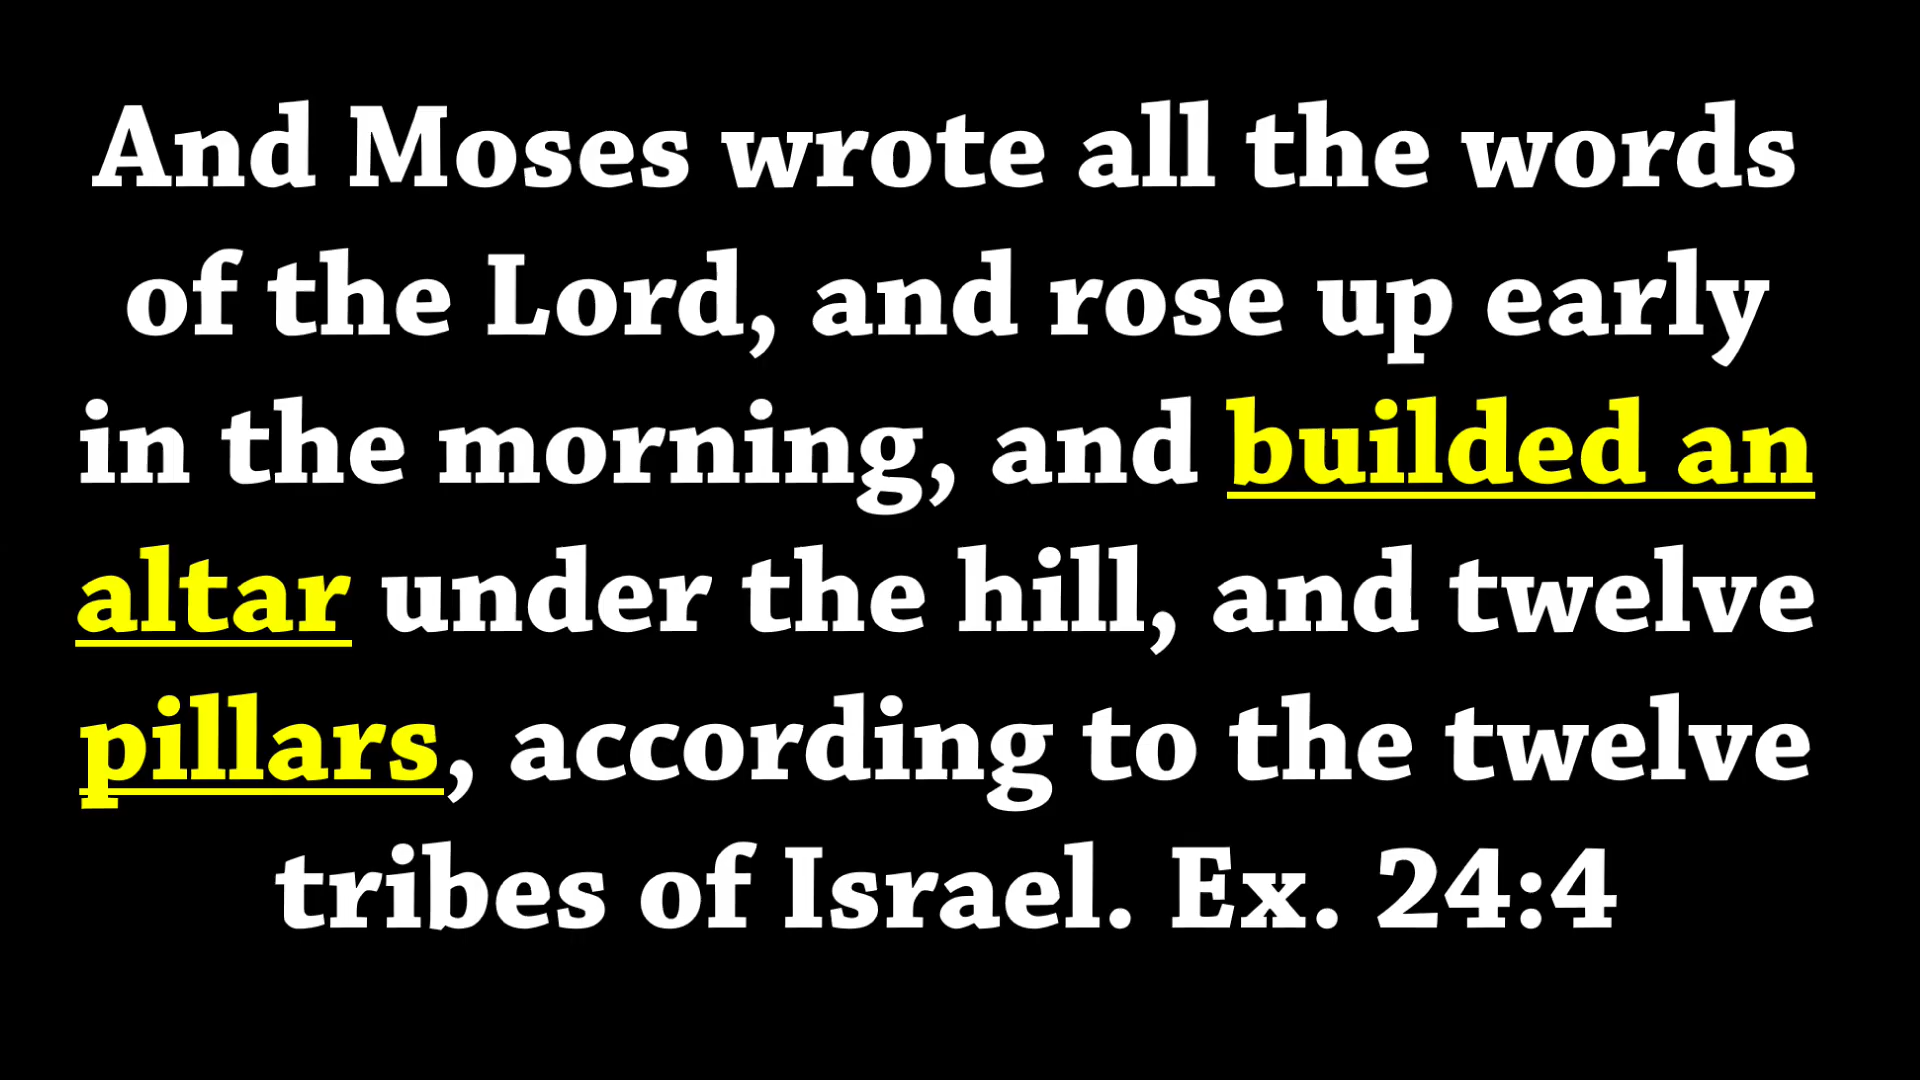 And Moses wrote all the words
of the Lord, and rose up early
in the morning, and builded an
altar under the hill, and twelve
pillars, according to the twelve
tribes of Israel. Ex. 24:4